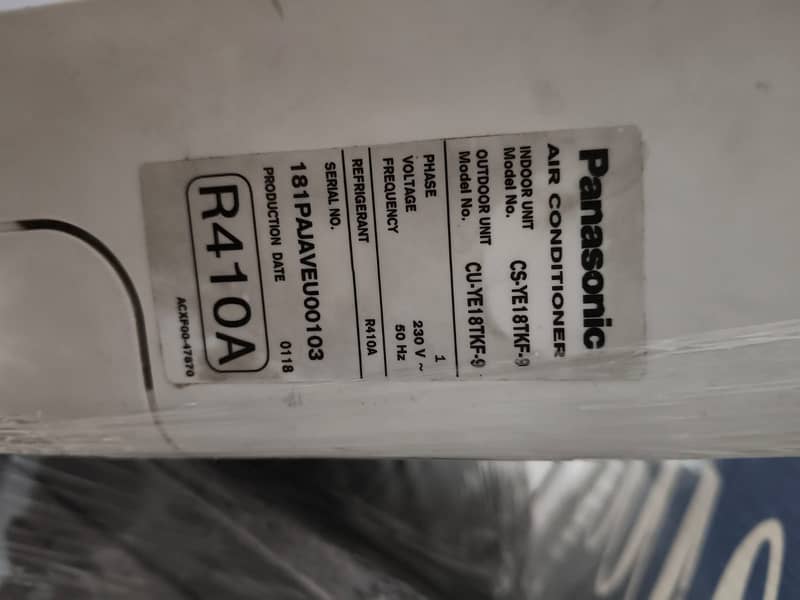 Panasonic
AIR CONDITIONER
INDOOR UNIT
Model No. CS-YE18TKF-9
OUTDOOR UNIT
Model No. CU-YE18TKF-9
PHASE 1
VOLTAGE 230 V ~
FREQUENCY 50 Hz
REFRIGERANT R410A
SERIAL NO.
181PAJAVEU00103
PRODUCTION DATE 0118
R410A
ACXF00-47870